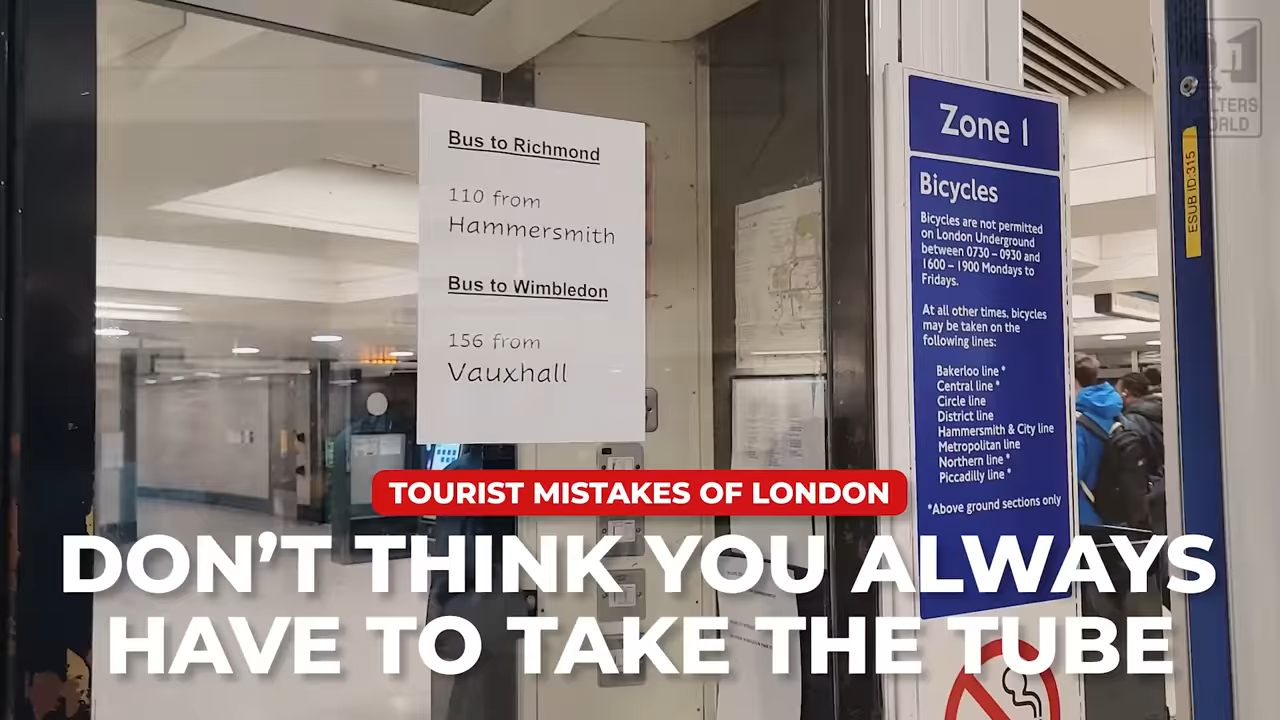 Bus to Richmond
110 from
Hammersmith
Bus to Wimbledon
156 from
Vauxhall
Zone 1
Bicycles
Bicycles are not permitted
on London Underground
between 0730 – 0930 and
1600 – 1900 Mondays to
Fridays.
At all other times, bicycles
may be taken on the
following lines:
Bakerloo line *
Central line *
Circle line
District line
Hammersmith & City line
Metropolitan line
Northern line *
Piccadilly line *
*Above ground sections only
ESUB ID:315
WOLTERS
WORLD
TOURIST MISTAKES OF LONDON
DON’T THINK YOU ALWAYS
HAVE TO TAKE THE TUBE